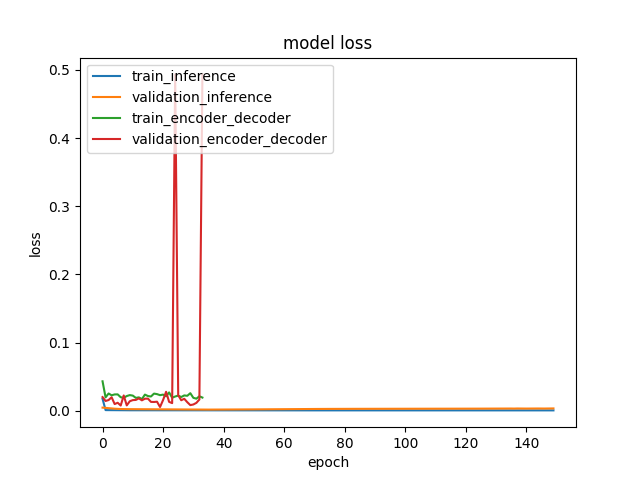 model loss
train_inference
validation_inference
train_encoder_decoder
validation_encoder_decoder
0.5
0.4
0.3
0.2
0.1
0.0
loss
0 20 40 60 80 100 120 140
epoch